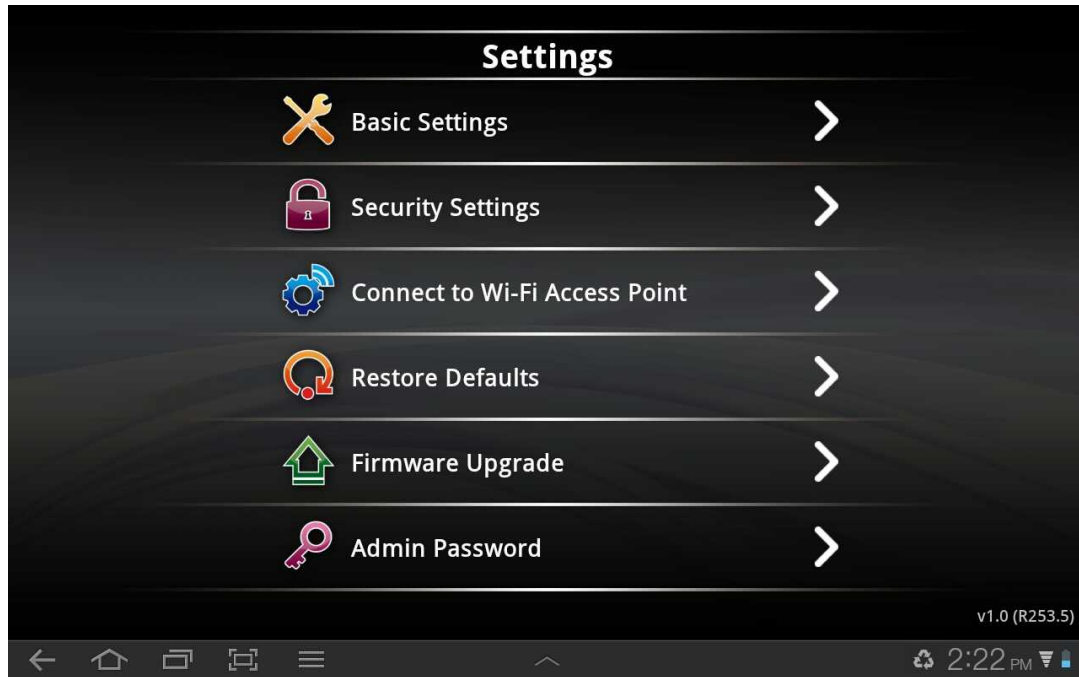 Settings
Basic Settings
Security Settings
Connect to Wi-Fi Access Point
Restore Defaults
Firmware Upgrade
Admin Password
v1.0 (R253.5)
2:22 PM